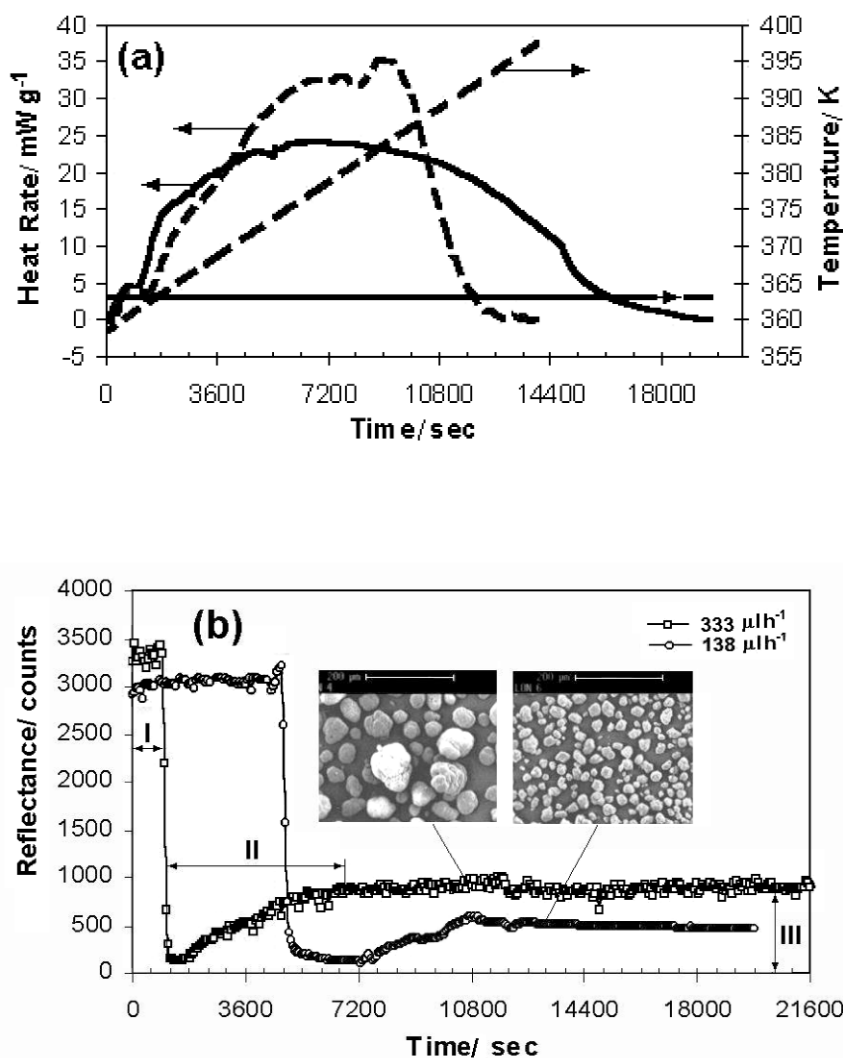 (a)
Heat Rate/ mW g⁻¹
40
35
30
25
20
15
10
5
0
-5
Temperature/ K
400
395
390
385
380
375
370
365
360
355
0 3600 7200 10800 14400 18000
Time/ sec
(b)
Reflectance/ counts
4000
3500
3000
2500
2000
1500
1000
500
0
333 µlh⁻¹
138 µlh⁻¹
200 µm
200 µm
LON 6
I
II
III
0 3600 7200 10800 14400 18000 21600
Time/ sec